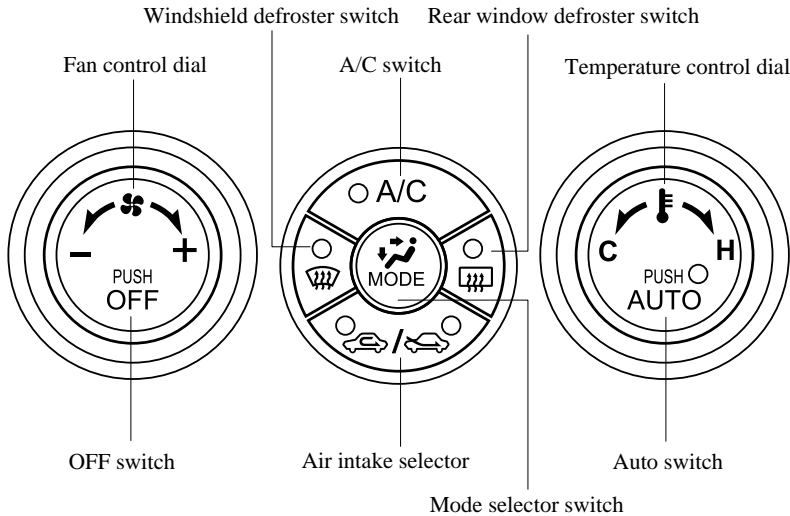 Windshield defroster switch Rear window defroster switch
Fan control dial A/C switch Temperature control dial
A/C
− + MODE C H
PUSH OFF PUSH AUTO
/
OFF switch Air intake selector Auto switch
Mode selector switch